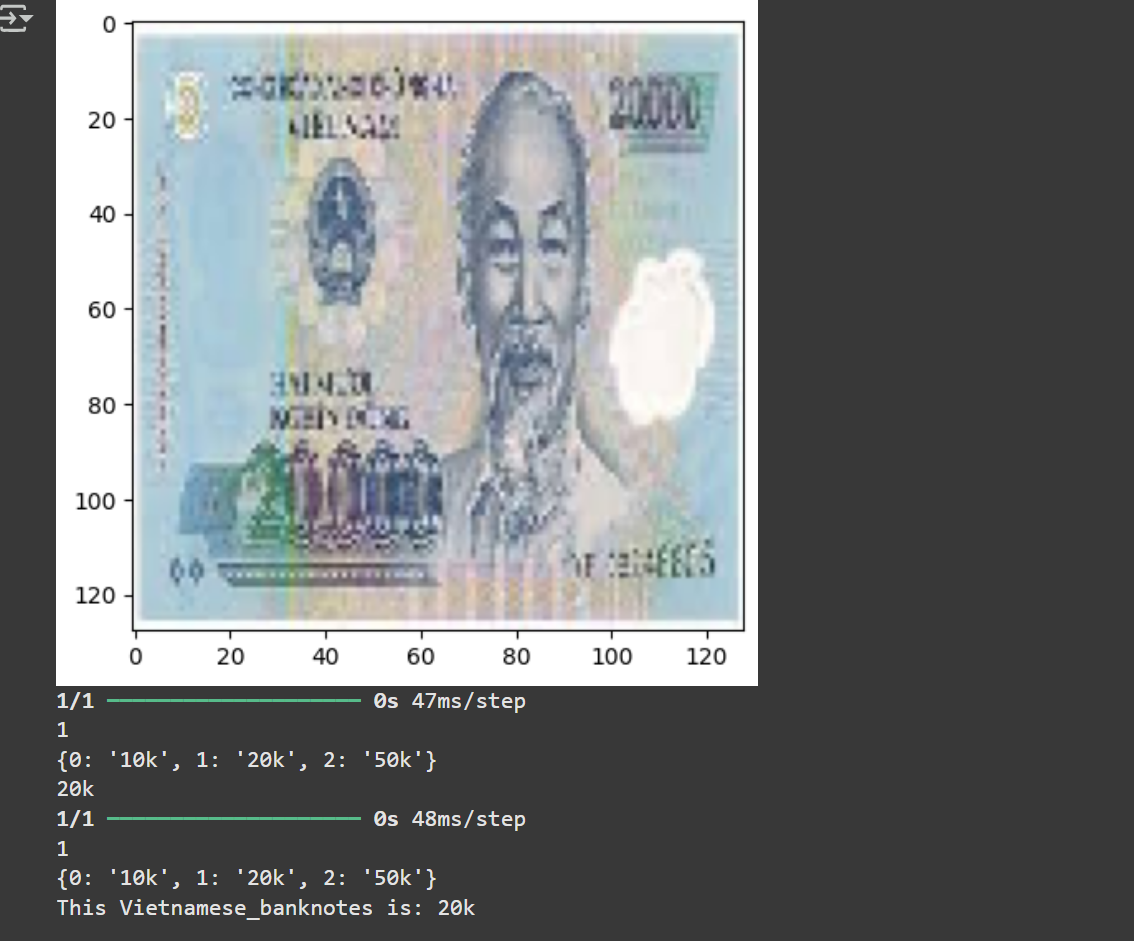 0
20
40
60
80
100
120
20000
VIỆT NAM
0 20 40 60 80 100 120
1/1 ━━━━━━━━━━━━━━━━━━━━ 0s 47ms/step
1
{0: '10k', 1: '20k', 2: '50k'}
20k
1/1 ━━━━━━━━━━━━━━━━━━━━ 0s 48ms/step
1
{0: '10k', 1: '20k', 2: '50k'}
This Vietnamese_banknotes is: 20k